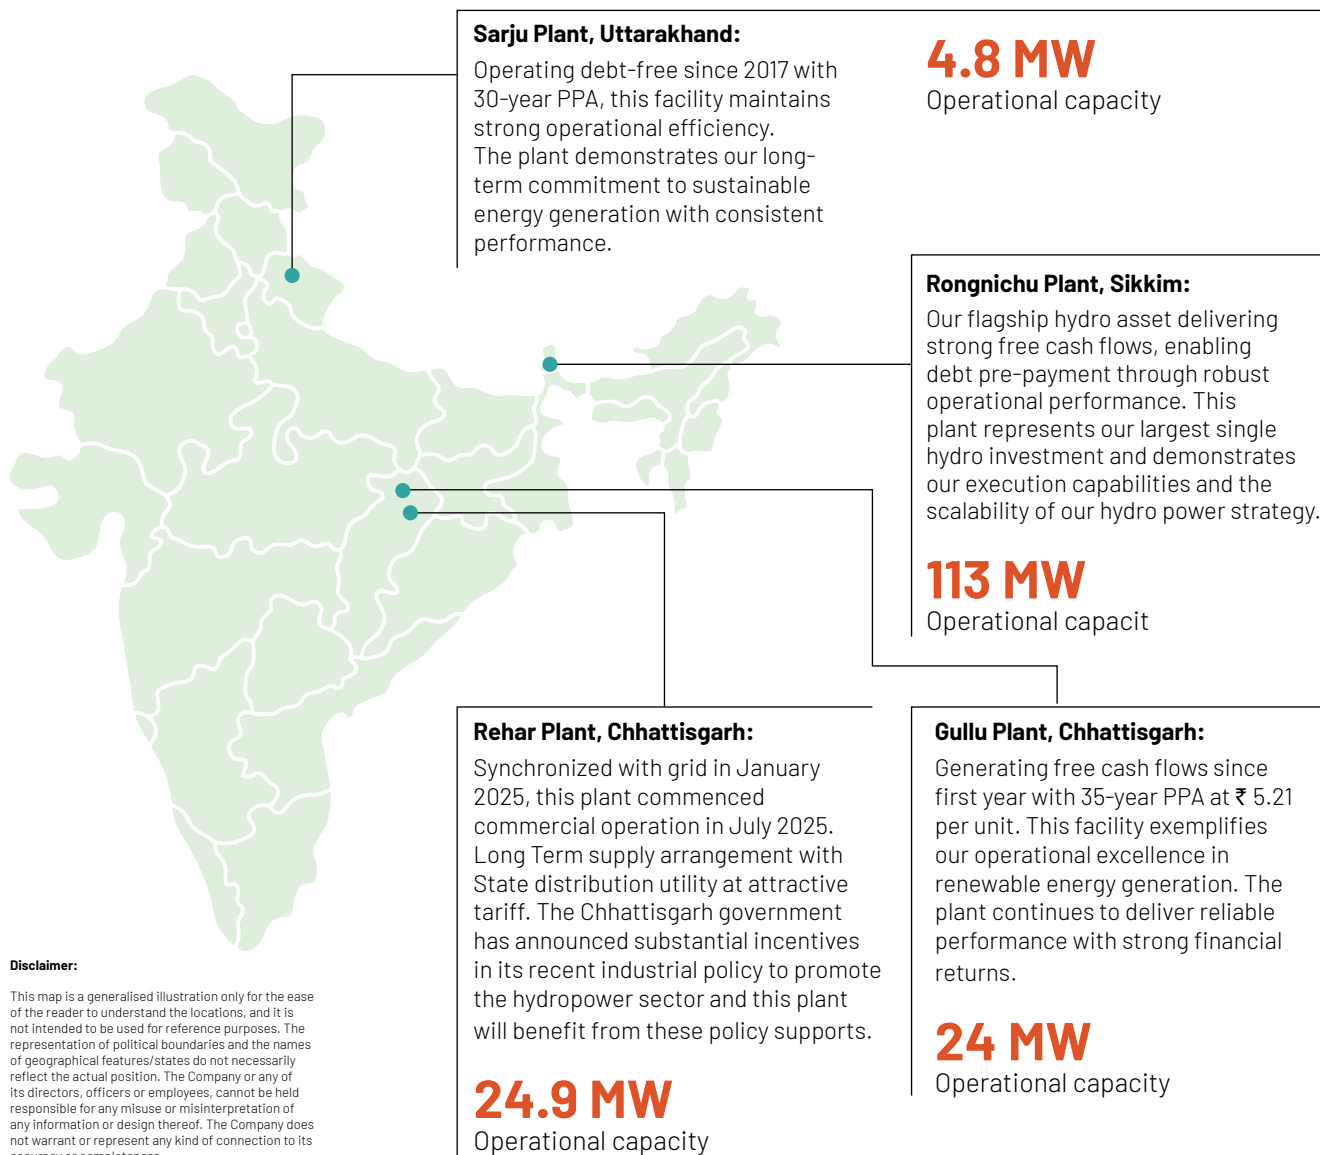 Sarju Plant, Uttarakhand:
Operating debt-free since 2017 with
30-year PPA, this facility maintains
strong operational efficiency.
The plant demonstrates our long-
term commitment to sustainable
energy generation with consistent
performance.
4.8 MW
Operational capacity
Rongnichu Plant, Sikkim:
Our flagship hydro asset delivering
strong free cash flows, enabling
debt pre-payment through robust
operational performance. This
plant represents our largest single
hydro investment and demonstrates
our execution capabilities and the
scalability of our hydro power strategy.
113 MW
Operational capacit
Rehar Plant, Chhattisgarh:
Synchronized with grid in January
2025, this plant commenced
commercial operation in July 2025.
Long Term supply arrangement with
State distribution utility at attractive
tariff. The Chhattisgarh government
has announced substantial incentives
in its recent industrial policy to promote
the hydropower sector and this plant
will benefit from these policy supports.
24.9 MW
Operational capacity
Gullu Plant, Chhattisgarh:
Generating free cash flows since
first year with 35-year PPA at ₹ 5.21
per unit. This facility exemplifies
our operational excellence in
renewable energy generation. The
plant continues to deliver reliable
performance with strong financial
returns.
24 MW
Operational capacity
Disclaimer:
This map is a generalised illustration only for the ease
of the reader to understand the locations, and it is
not intended to be used for reference purposes. The
representation of political boundaries and the names
of geographical features/states do not necessarily
reflect the actual position. The Company or any of
its directors, officers or employees, cannot be held
responsible for any misuse or misinterpretation of
any information or design thereof. The Company does
not warrant or represent any kind of connection to its